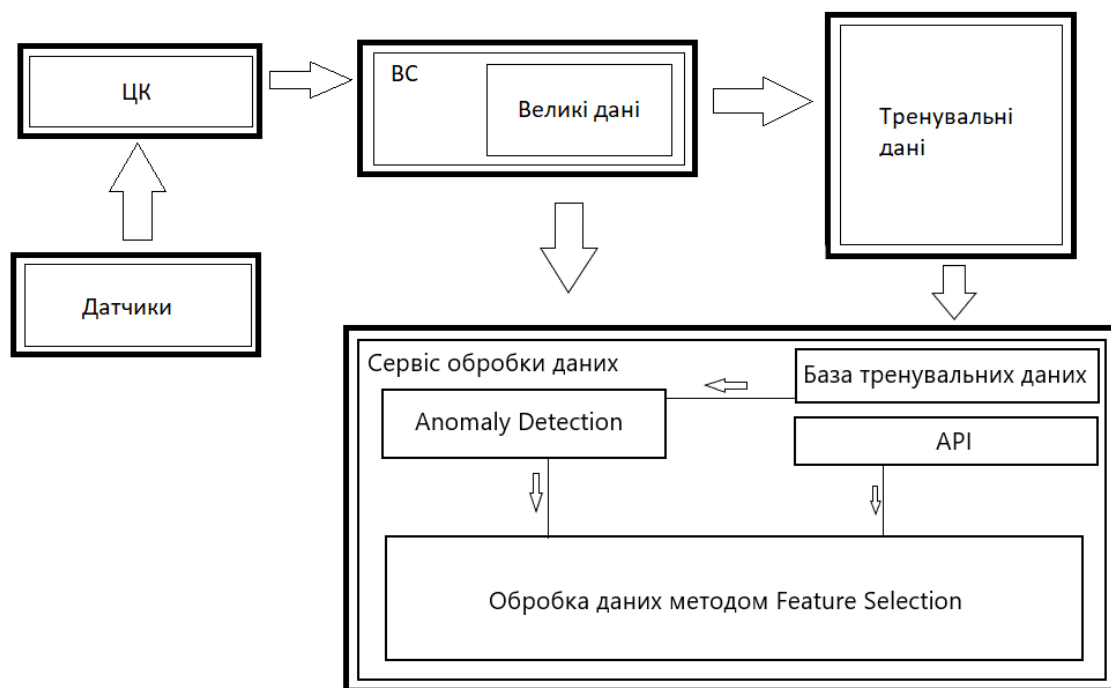 ЦК
ВС
Великі дані
Тренувальні
дані
Датчики
Сервіс обробки даних
База тренувальних даних
Anomaly Detection
API
Обробка даних методом Feature Selection